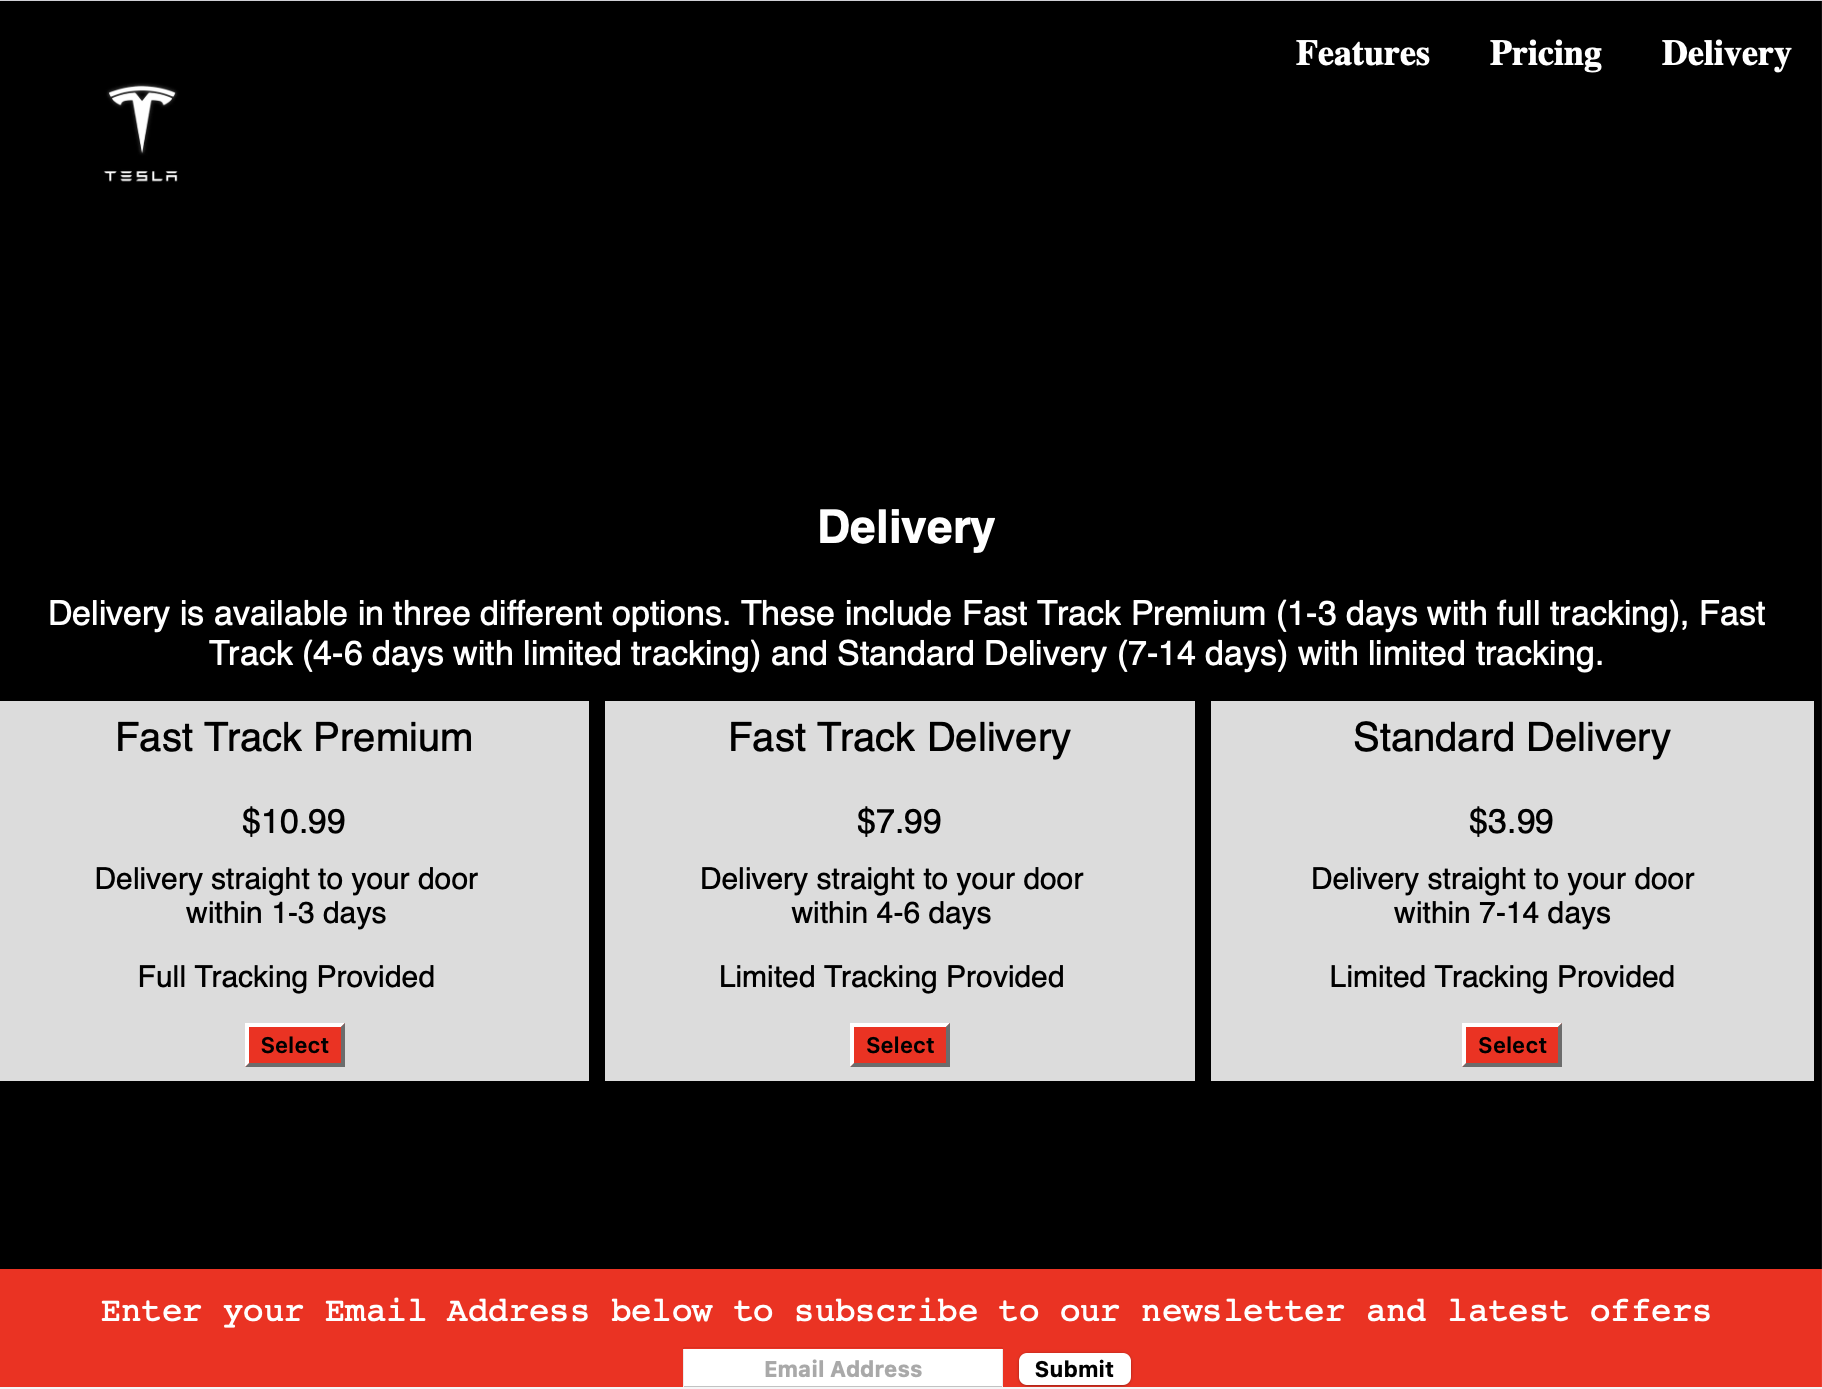 Features Pricing Delivery
TESLA
Delivery
Delivery is available in three different options. These include Fast Track Premium (1-3 days with full tracking), Fast
Track (4-6 days with limited tracking) and Standard Delivery (7-14 days) with limited tracking.
Fast Track Premium
$10.99
Delivery straight to your door
within 1-3 days
Full Tracking Provided
Select
Fast Track Delivery
$7.99
Delivery straight to your door
within 4-6 days
Limited Tracking Provided
Select
Standard Delivery
$3.99
Delivery straight to your door
within 7-14 days
Limited Tracking Provided
Select
Enter your Email Address below to subscribe to our newsletter and latest offers
Email Address Submit